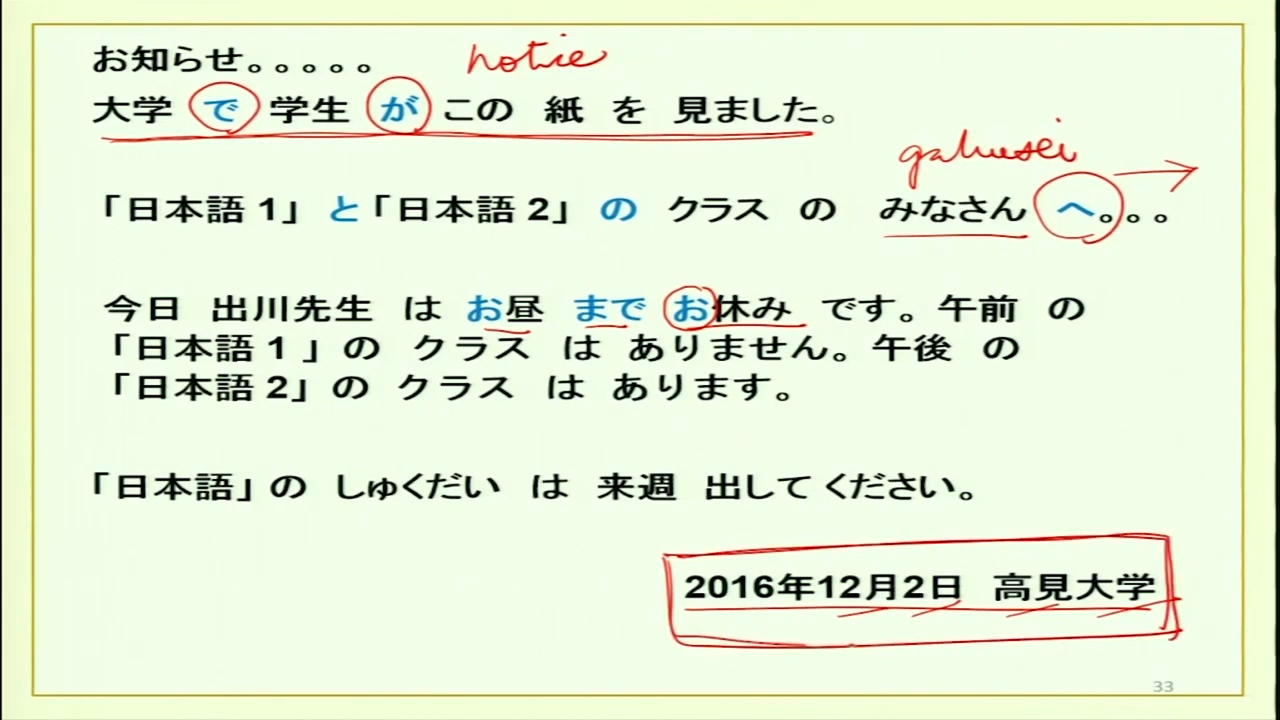 お知らせ。。。。。 notie
大学 で 学生 が この 紙 を 見ました。
gakusei
「日本語1」 と「日本語2」 の クラス の みなさん へ。。。
今日 出川先生 は お昼 まで お休み です。午前 の
「日本語1 」の クラス は ありません。午後 の
「日本語2」の クラス は あります。
「日本語」の しゅくだい は 来週 出して ください。
2016年12月2日 高見大学
33